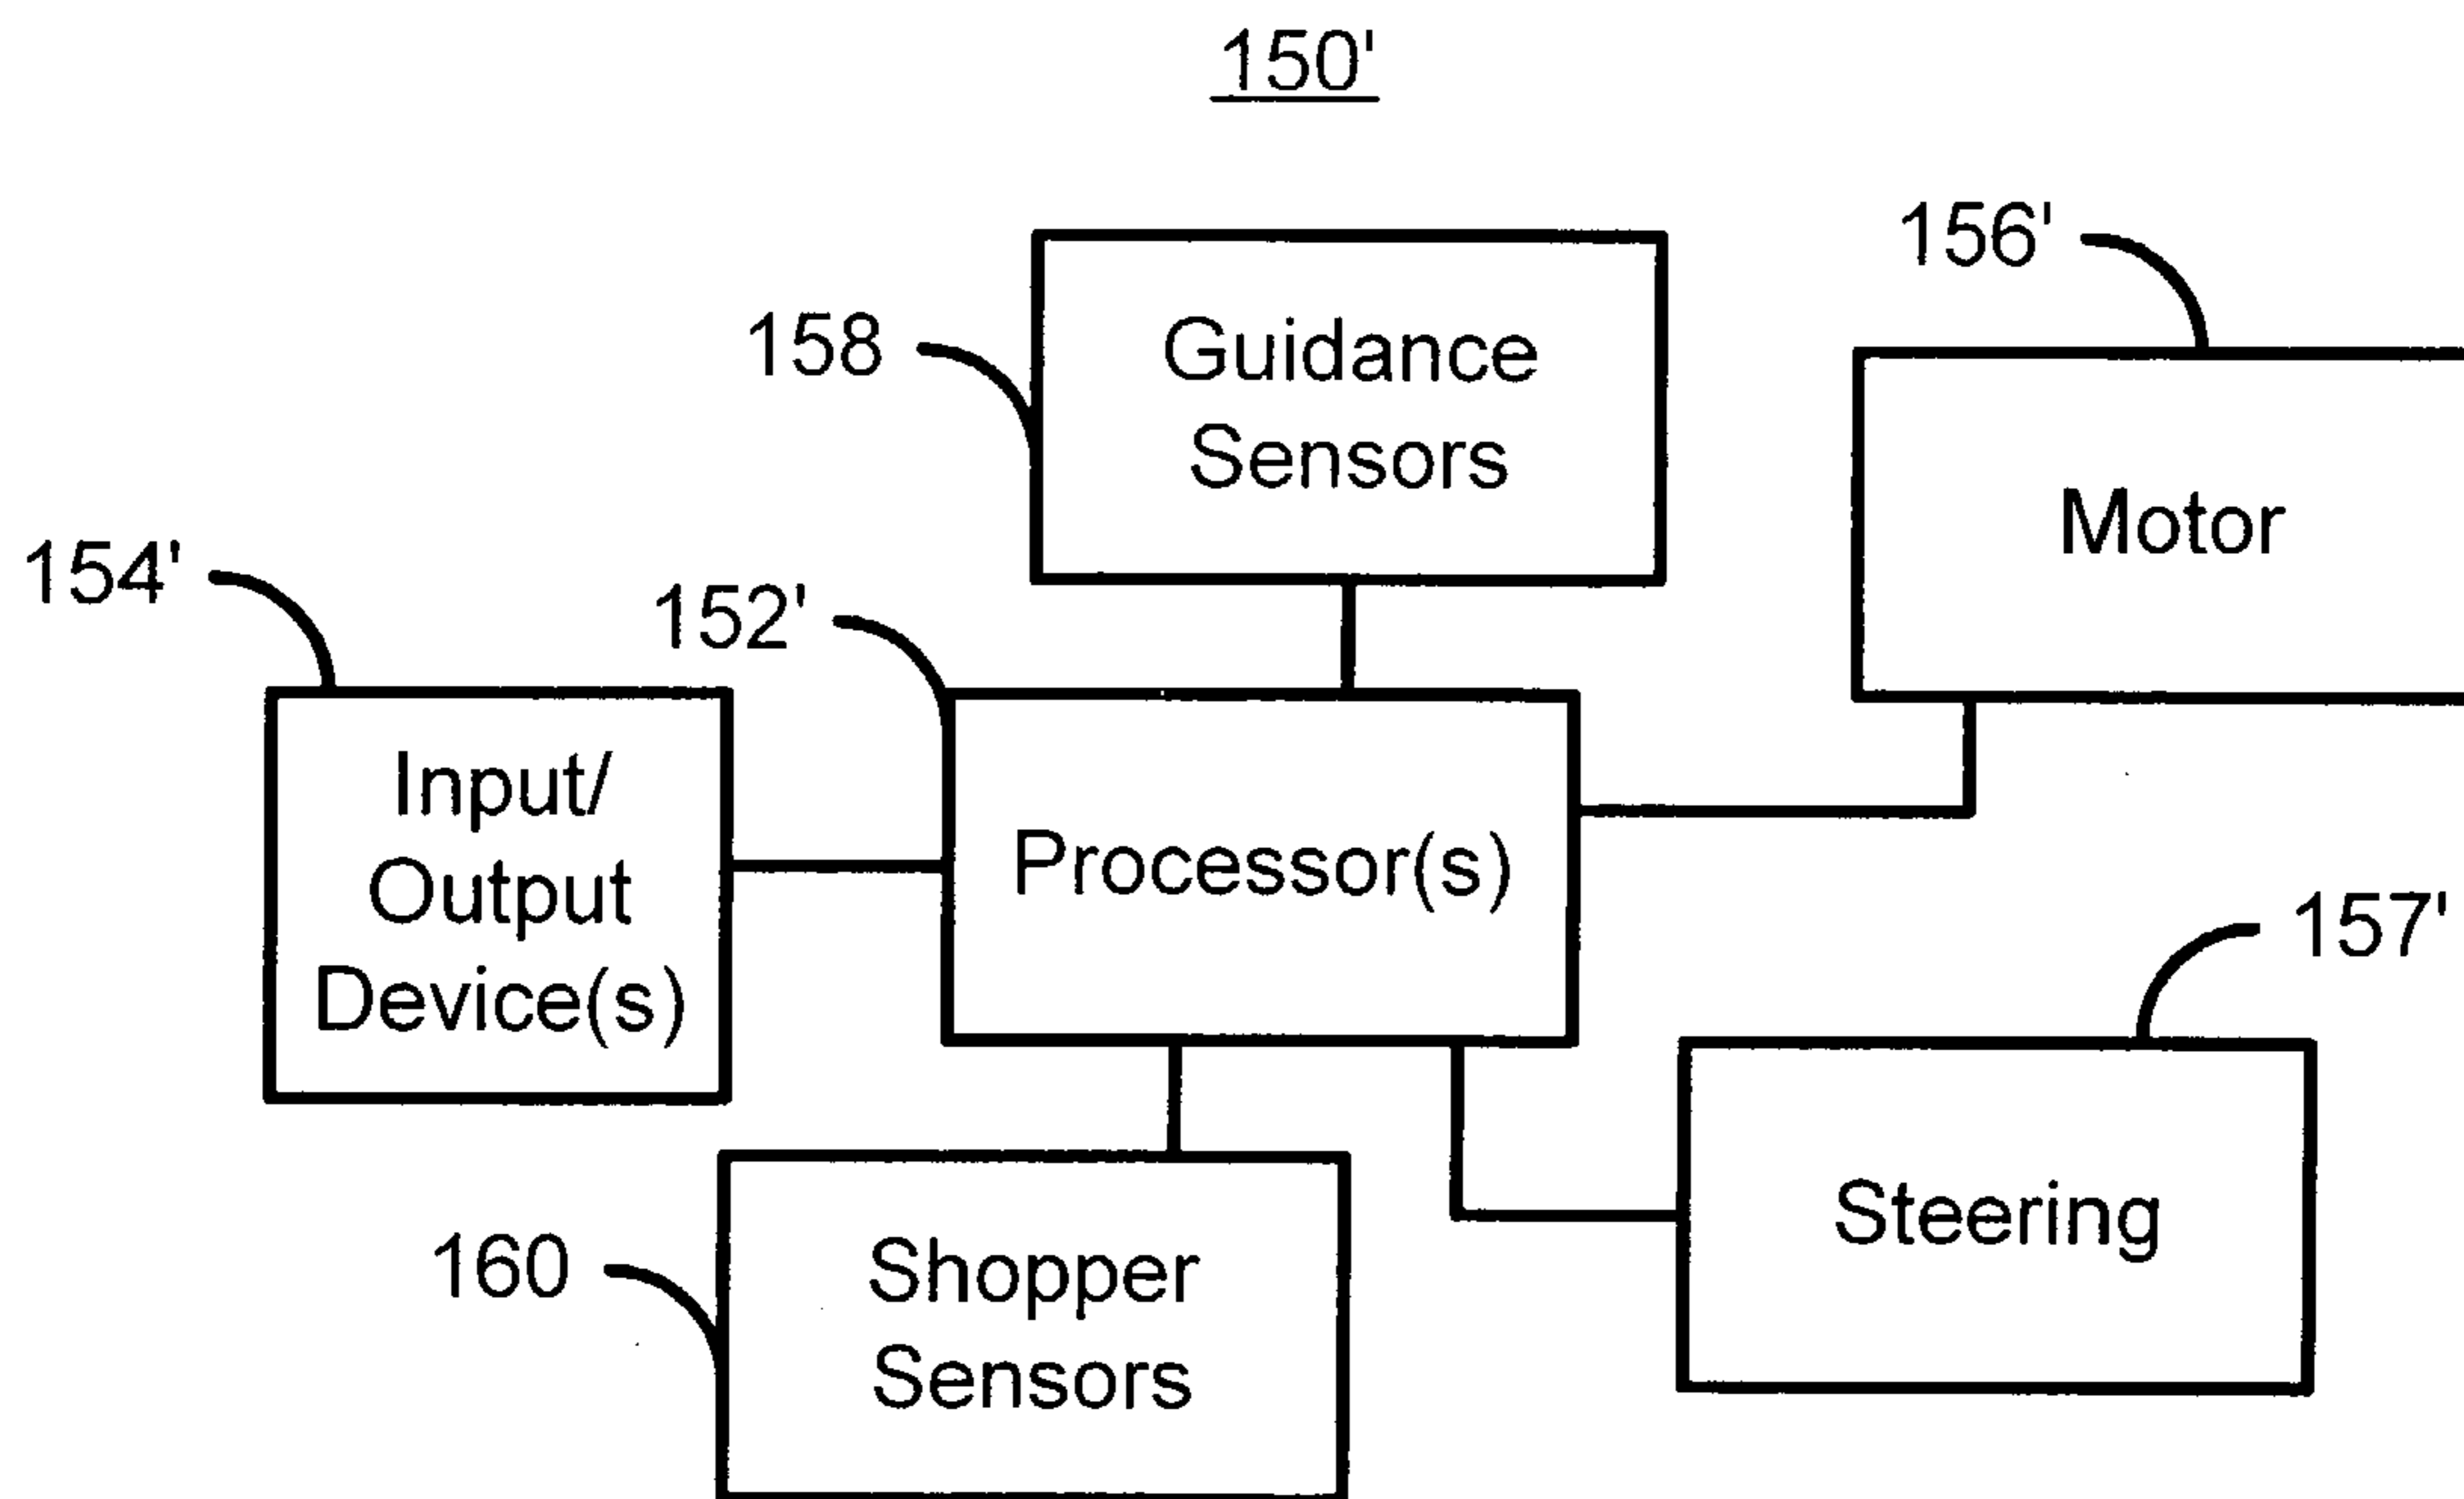 150'
156'
158
Guidance
Sensors
Motor
154'
152'
Input/
Output
Device(s)
Processor(s)
157'
160
Shopper
Sensors
Steering